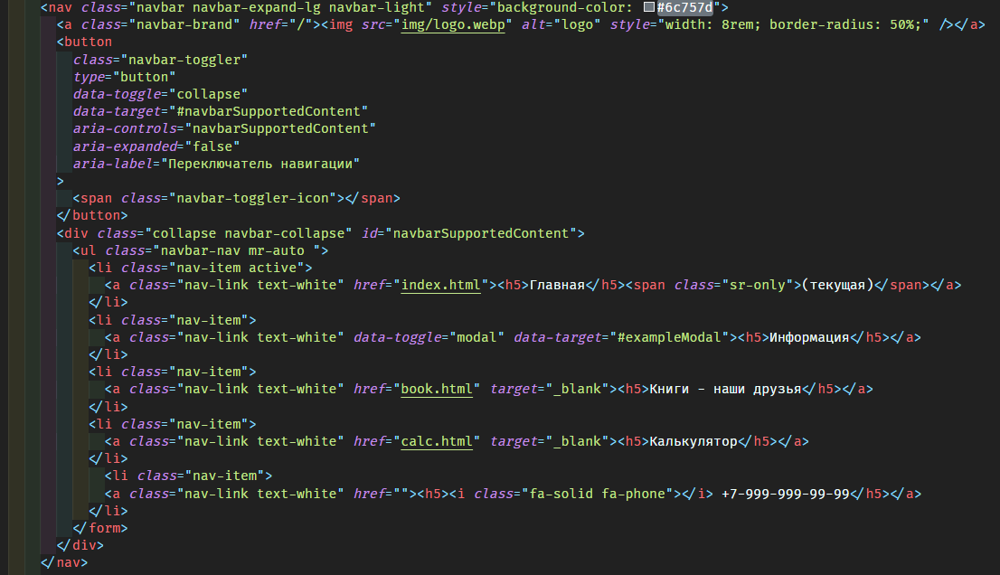 <nav class="navbar navbar-expand-lg navbar-light" style="background-color: #6c757d">
<a class="navbar-brand" href="/"><img src="img/logo.webp" alt="logo" style="width: 8rem; border-radius: 50%;" /></a>
<button
class="navbar-toggler"
type="button"
data-toggle="collapse"
data-target="#navbarSupportedContent"
aria-controls="navbarSupportedContent"
aria-expanded="false"
aria-label="Переключатель навигации"
>
<span class="navbar-toggler-icon"></span>
</button>
<div class="collapse navbar-collapse" id="navbarSupportedContent">
<ul class="navbar-nav mr-auto ">
<li class="nav-item active">
<a class="nav-link text-white" href="index.html"><h5>Главная</h5><span class="sr-only">(текущая)</span></a>
</li>
<li class="nav-item">
<a class="nav-link text-white" data-toggle="modal" data-target="#exampleModal"><h5>Информация</h5></a>
</li>
<li class="nav-item">
<a class="nav-link text-white" href="book.html" target="_blank"><h5>Книги - наши друзья</h5></a>
</li>
<li class="nav-item">
<a class="nav-link text-white" href="calc.html" target="_blank"><h5>Калькулятор</h5></a>
</li>
<li class="nav-item">
<a class="nav-link text-white" href=""><h5><i class="fa-solid fa-phone"></i> +7-999-999-99-99</h5></a>
</li>
</form>
</div>
</nav>